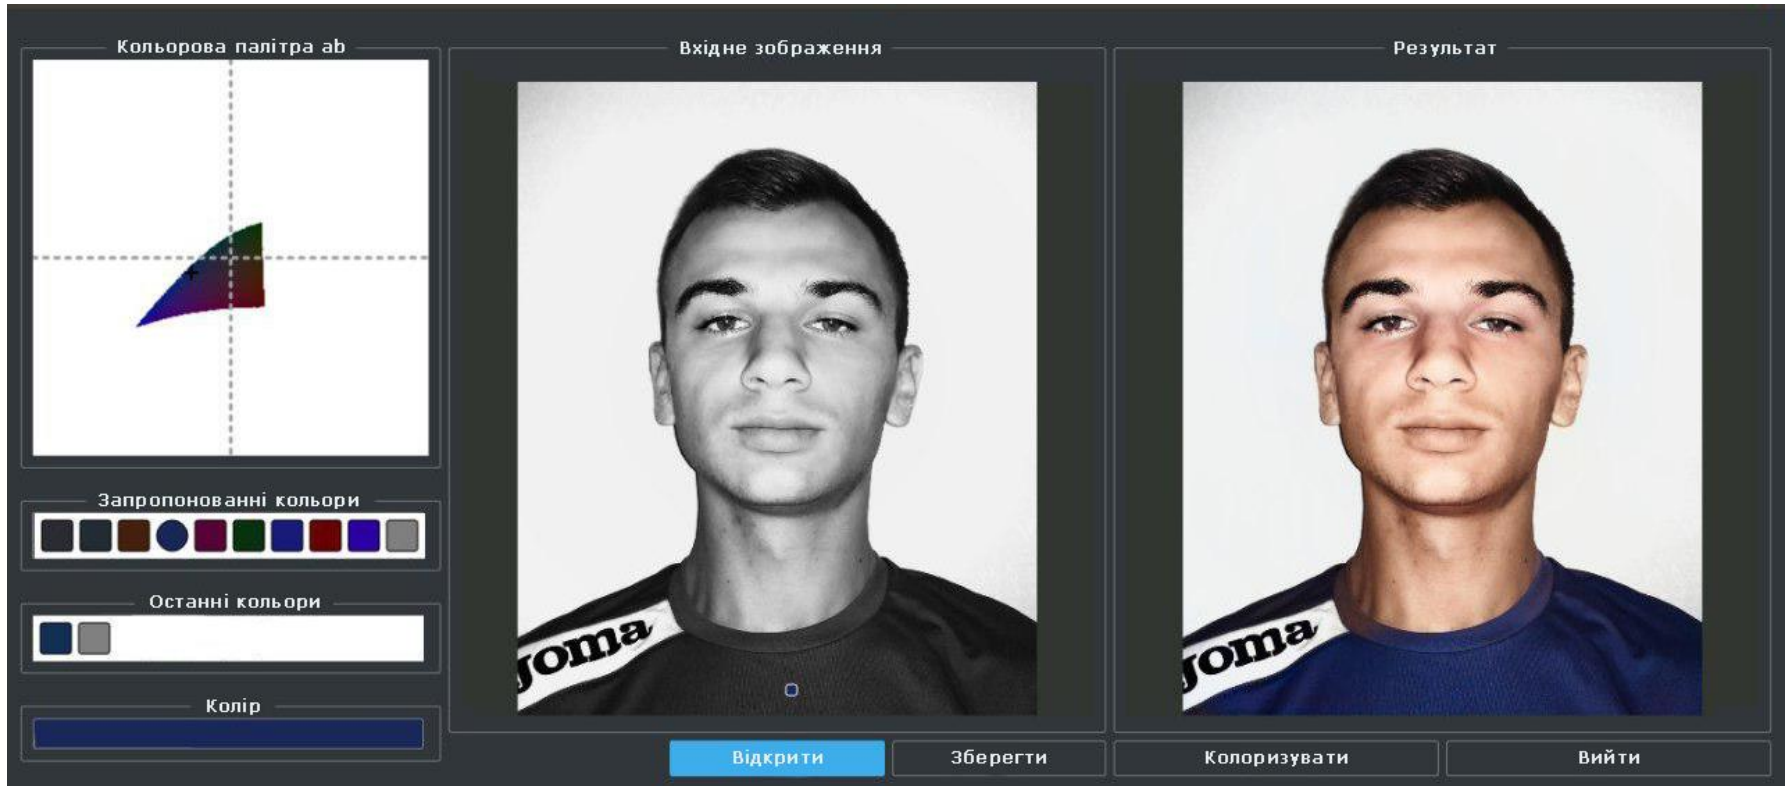 Кольорова палітра ab
Вхідне зображення
Результат
Запропонованні кольори
Останні кольори
Колір
Joma
Joma
Відкрити
Зберегти
Колоризувати
Вийти